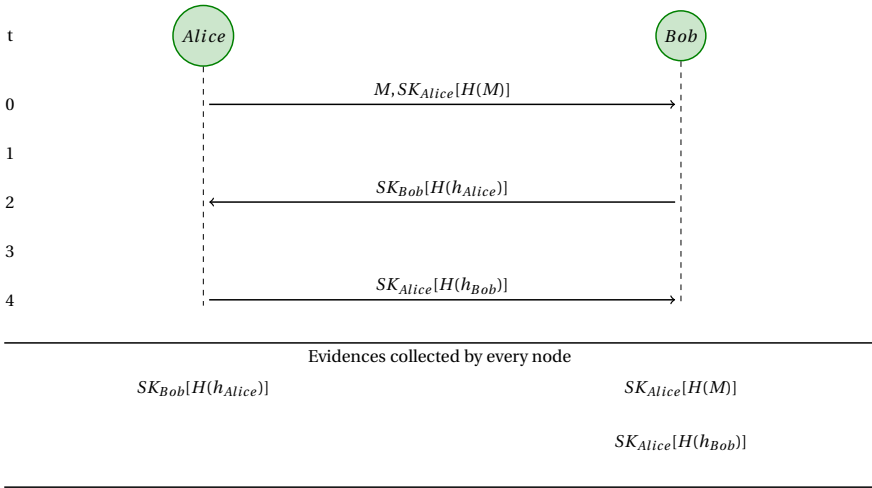 t Alice Bob
0 M, SK_Alice[H(M)]
1
2 SK_Bob[H(h_Alice)]
3
4 SK_Alice[H(h_Bob)]
Evidences collected by every node
SK_Bob[H(h_Alice)] SK_Alice[H(M)]
SK_Alice[H(h_Bob)]